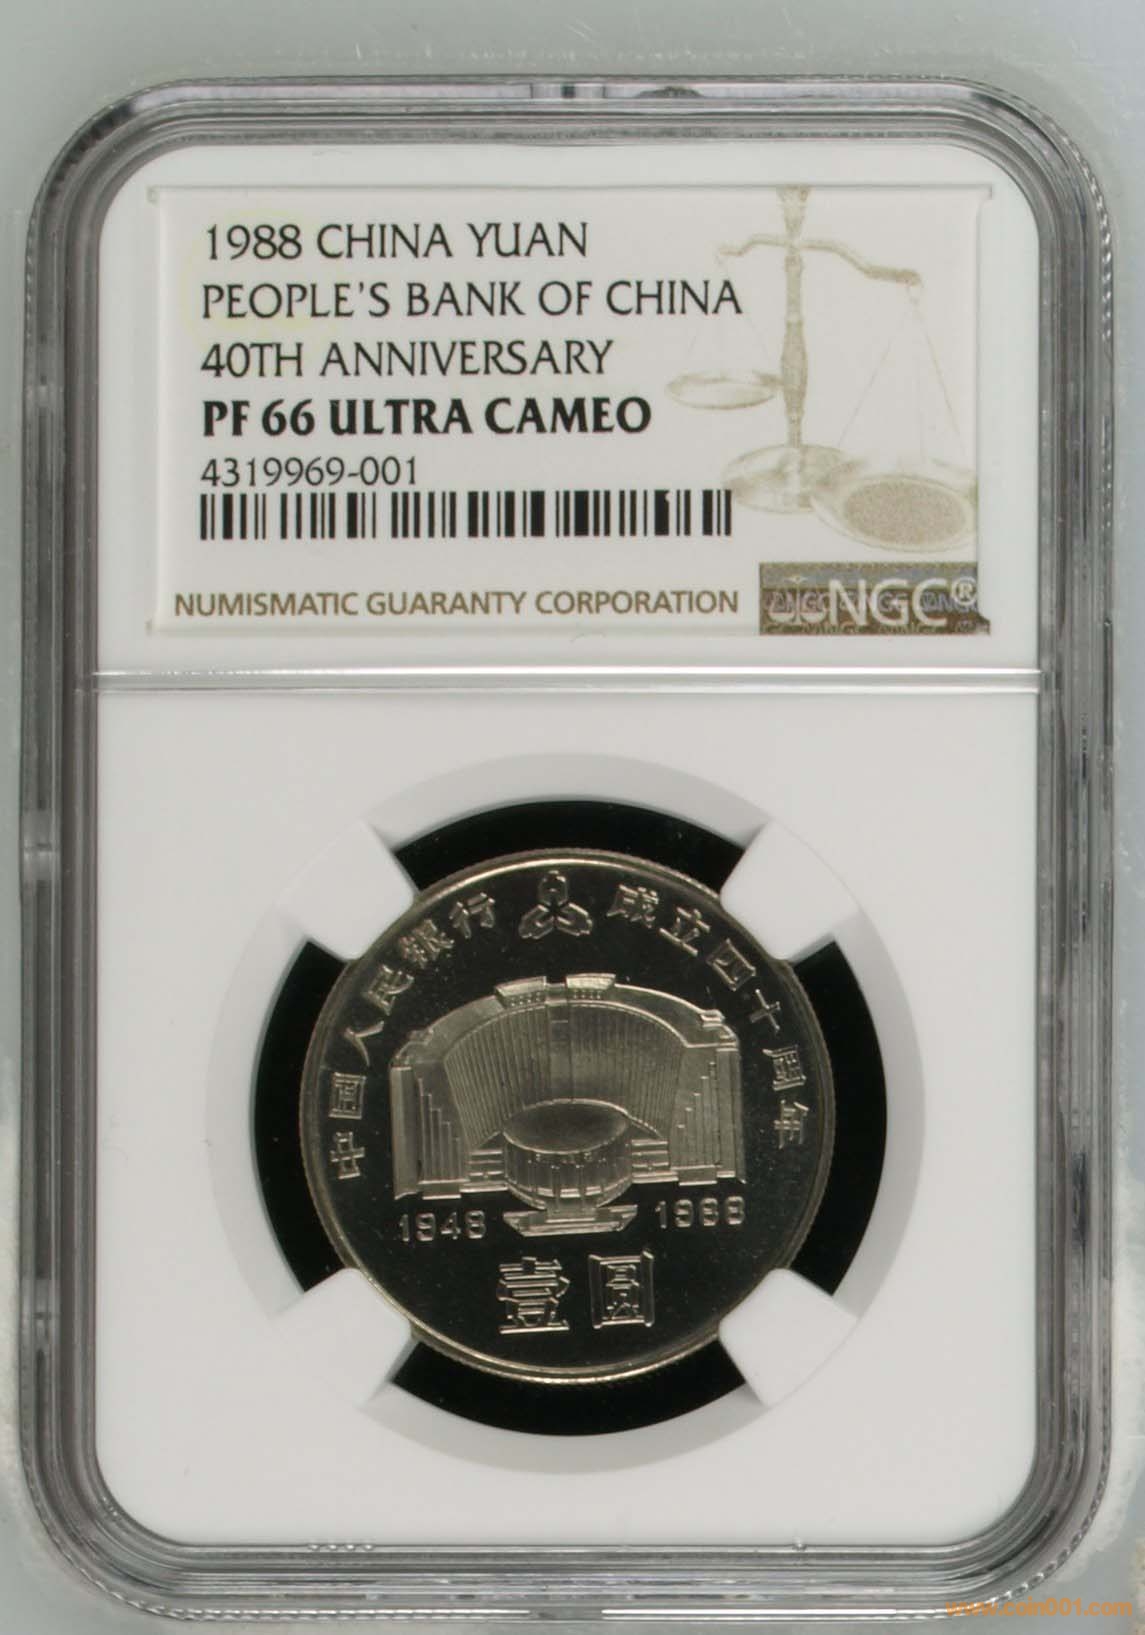 1988 CHINA YUAN
PEOPLE'S BANK OF CHINA
40TH ANNIVERSARY
PF 66 ULTRA CAMEO
4319969-001
NUMISMATIC GUARANTY CORPORATION
NGC®
中国人民银行 成立四十周年
1948 1988
壹圆
www.coin001.com